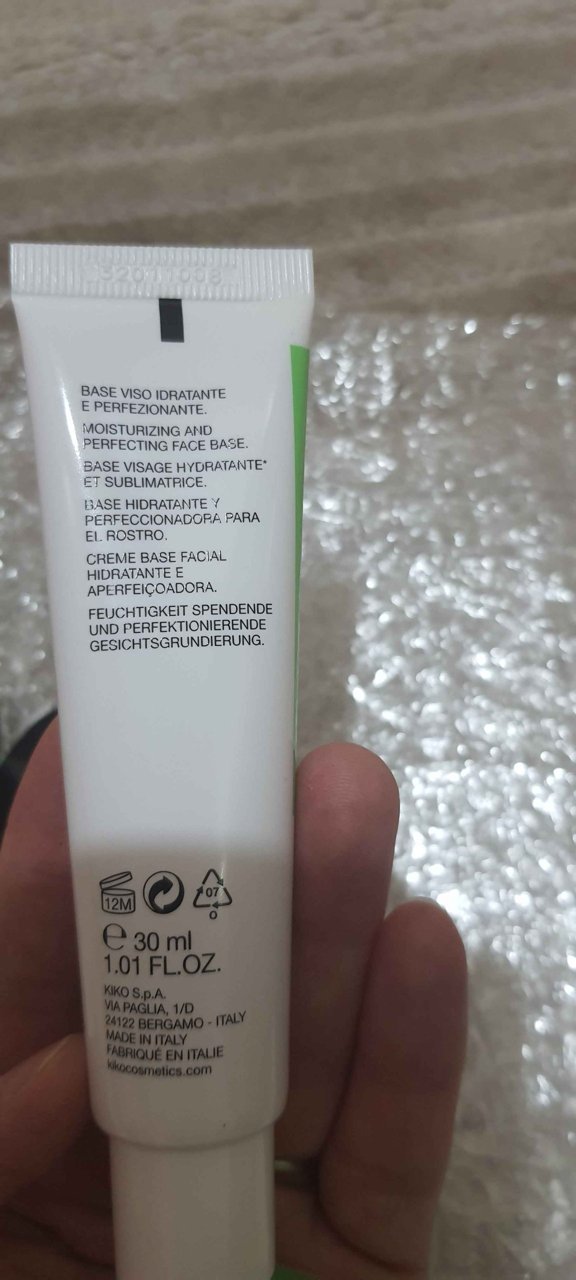 BASE VISO IDRATANTE
E PERFEZIONANTE.
MOISTURIZING AND
PERFECTING FACE BASE.
BASE VISAGE HYDRATANTE*
ET SUBLIMATRICE.
BASE HIDRATANTE Y
PERFECCIONADORA PARA
EL ROSTRO.
CREME BASE FACIAL
HIDRATANTE E
APERFEIÇOADORA.
FEUCHTIGKEIT SPENDENDE
UND PERFEKTIONIERENDE
GESICHTSGRUNDIERUNG.
12M 07
O
e 30 ml
1.01 FL.OZ.
KIKO S.p.A.
VIA PAGLIA, 1/D
24122 BERGAMO - ITALY
MADE IN ITALY
FABRIQUÉ EN ITALIE
kikocosmetics.com